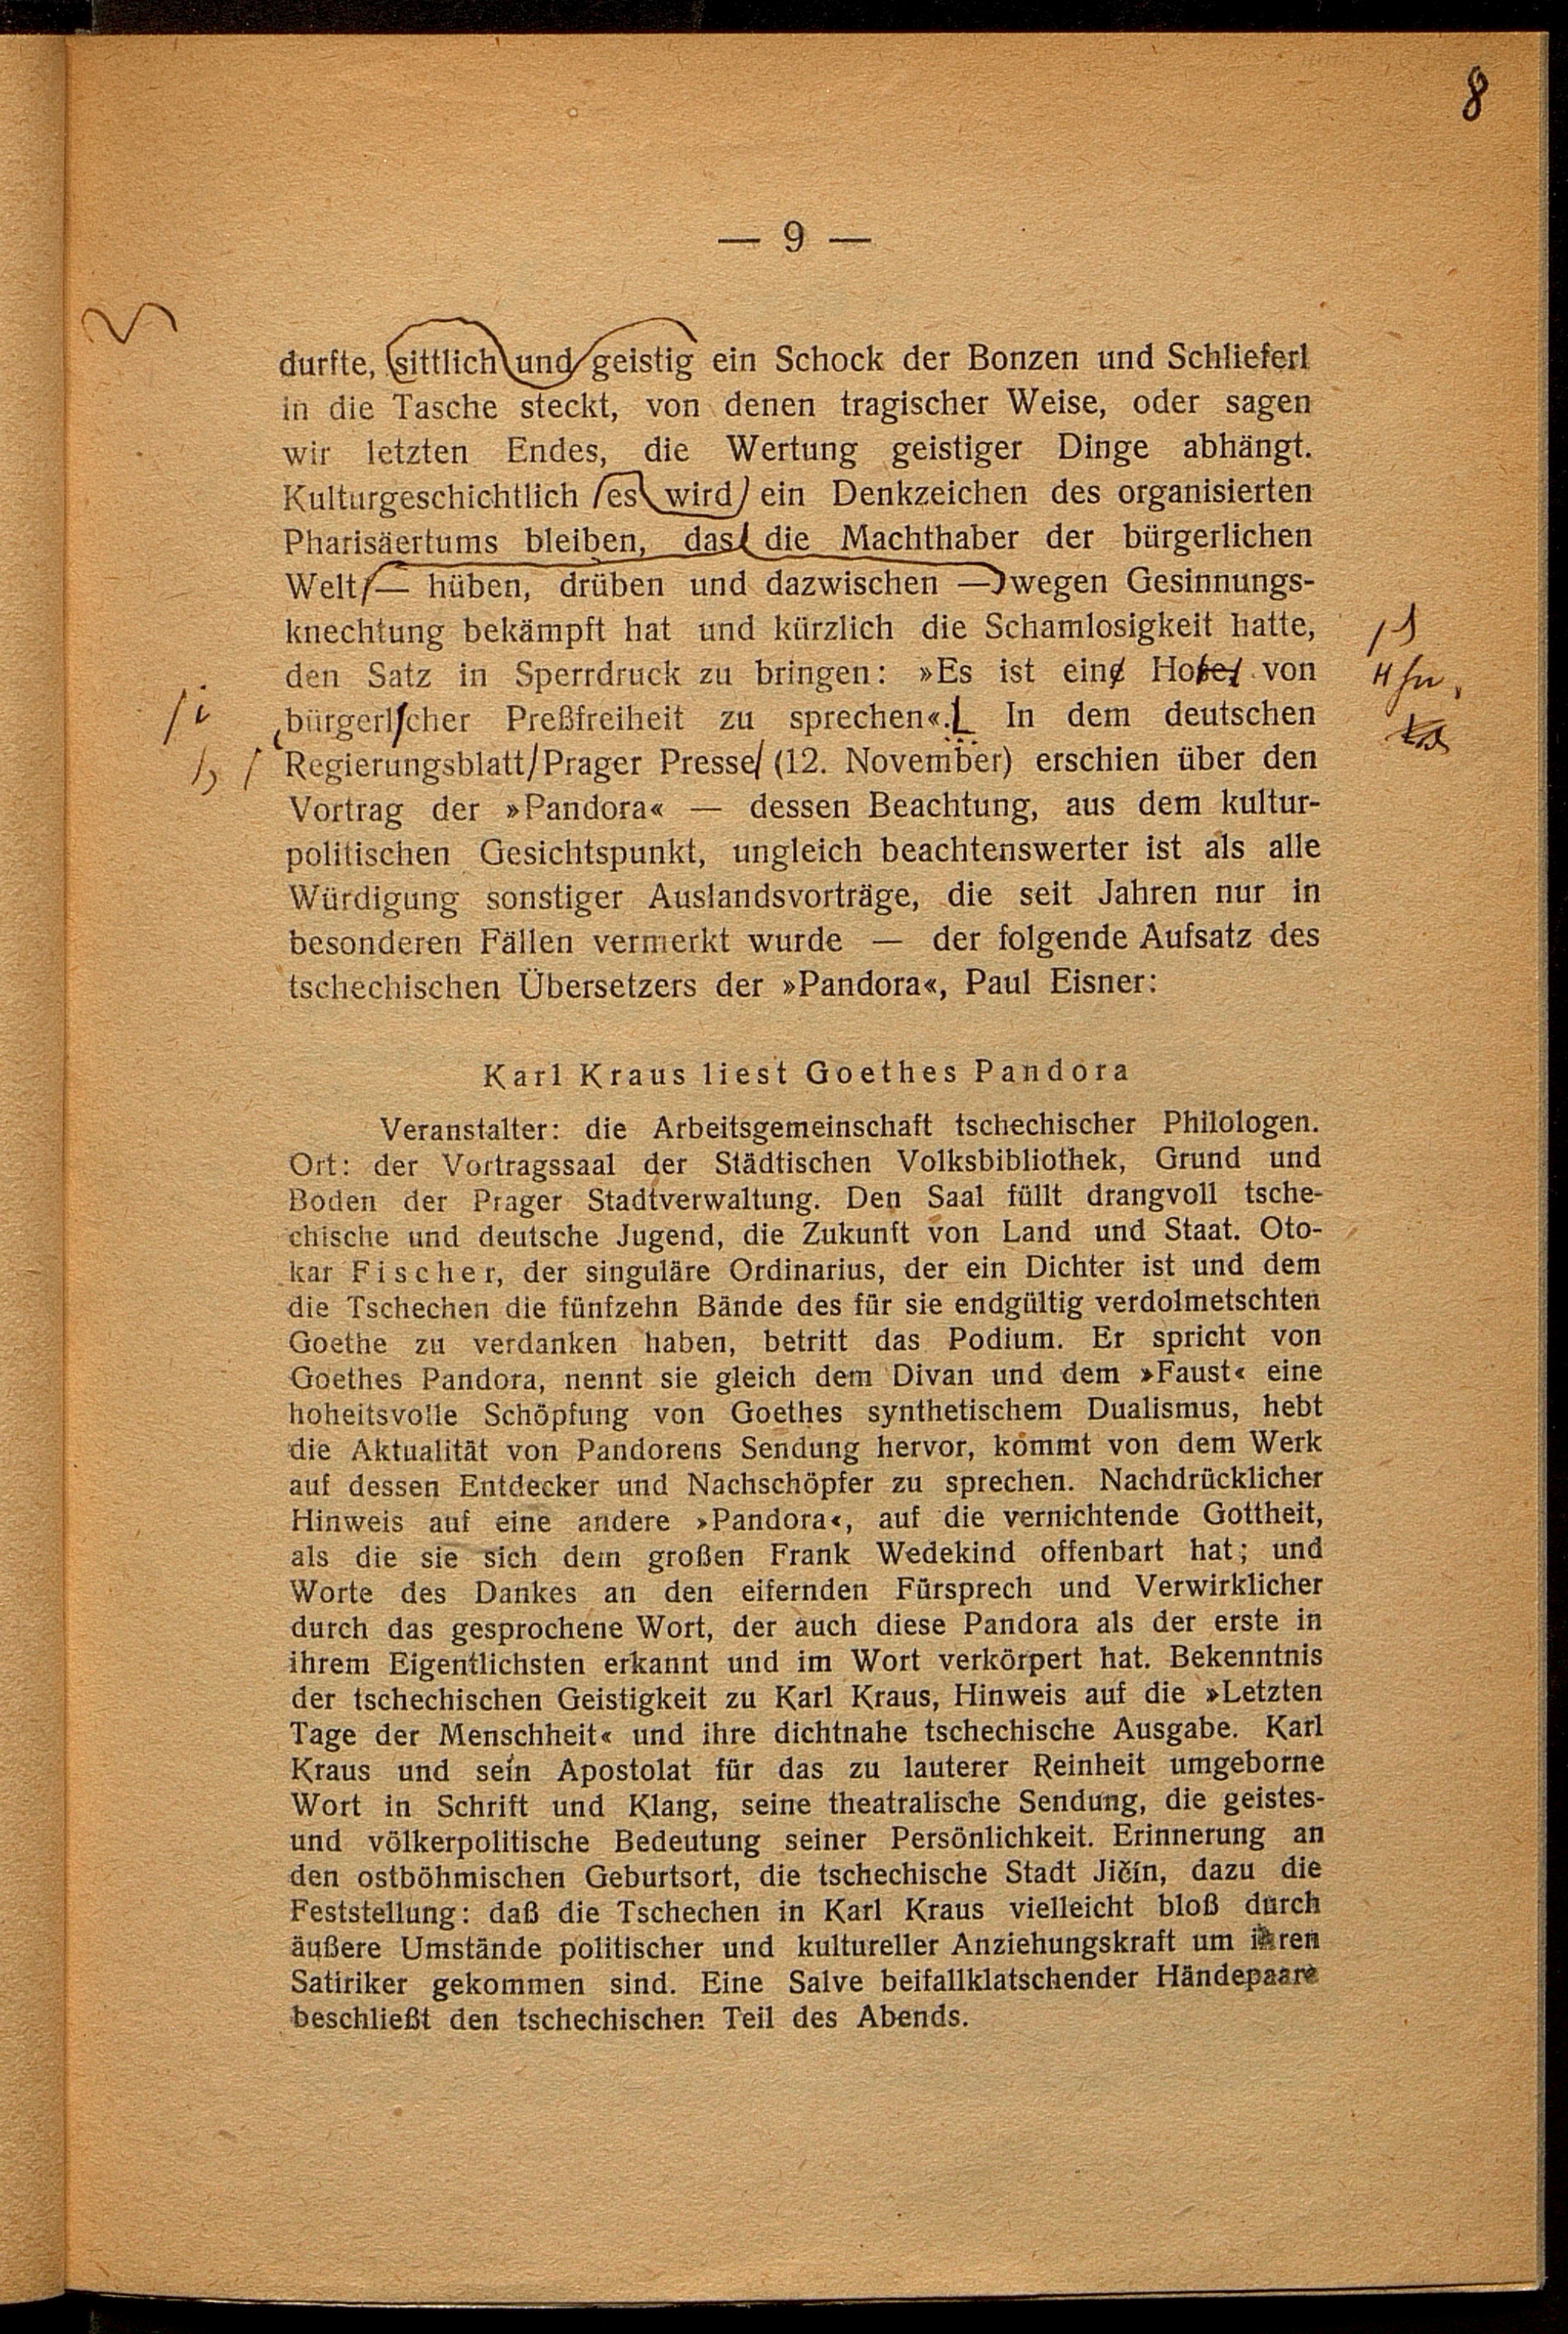 8
— 9 —
durfte, sittlich und geistig ein Schock der Bonzen und Schlieferl
in die Tasche steckt, von denen tragischer Weise, oder sagen
wir letzten Endes, die Wertung geistiger Dinge abhängt.
Kulturgeschichtlich es wird ein Denkzeichen des organisierten
Pharisäertums bleiben, das die Machthaber der bürgerlichen
Welt — hüben, drüben und dazwischen — wegen Gesinnungs-
knechtung bekämpft hat und kürzlich die Schamlosigkeit hatte,
den Satz in Sperrdruck zu bringen: »Es ist eine von
i
bürgerlscher Preßfreiheit zu sprechen«. In dem deutschen
Regierungsblatt Prager Presse (12. November) erschien über den
Vortrag der »Pandora« — dessen Beachtung, aus dem kultur-
politischen Gesichtspunkt, ungleich beachtenswerter ist als alle
Würdigung sonstiger Auslandsvorträge, die seit Jahren nur in
besonderen Fällen vermerkt wurde — der folgende Aufsatz des
tschechischen Übersetzers der »Pandora«, Paul Eisner:
Karl Kraus liest Goethes Pandora
Veranstalter: die Arbeitsgemeinschaft tschechischer Philologen.
Ort: der Vortragssaal der Städtischen Volksbibliothek, Grund und
Boden der Prager Stadtverwaltung. Den Saal füllt drangvoll tsche-
chische und deutsche Jugend, die Zukunft von Land und Staat. Oto-
kar Fischer, der singuläre Ordinarius, der ein Dichter ist und dem
die Tschechen die fünfzehn Bände des für sie endgültig verdolmetschten
Goethe zu verdanken haben, betritt das Podium. Er spricht von
Goethes Pandora, nennt sie gleich dem Divan und dem »Faust« eine
hoheitsvolle Schöpfung von Goethes synthetischem Dualismus, hebt
die Aktualität von Pandorens Sendung hervor, kommt von dem Werk
auf dessen Entdecker und Nachschöpfer zu sprechen. Nachdrücklicher
Hinweis auf eine andere ›Pandora‹, auf die vernichtende Gottheit,
als die sie sich dem großen Frank Wedekind offenbart hat; und
Worte des Dankes an den eifernden Fürsprech und Verwirklicher
durch das gesprochene Wort, der auch diese Pandora als der erste in
ihrem Eigentlichsten erkannt und im Wort verkörpert hat. Bekenntnis
der tschechischen Geistigkeit zu Karl Kraus, Hinweis auf die »Letzten
Tage der Menschheit« und ihre dichtnahe tschechische Ausgabe. Karl
Kraus und sein Apostolat für das zu lauterer Reinheit umgeborne
Wort in Schrift und Klang, seine theatralische Sendung, die geistes-
und völkerpolitische Bedeutung seiner Persönlichkeit. Erinnerung an
den ostböhmischen Geburtsort, die tschechische Stadt Jičín, dazu die
Feststellung: daß die Tschechen in Karl Kraus vielleicht bloß durch
äußere Umstände politischer und kultureller Anziehungskraft um ihren
Satiriker gekommen sind. Eine Salve beifallklatschender Händepaare
beschließt den tschechischen Teil des Abends.